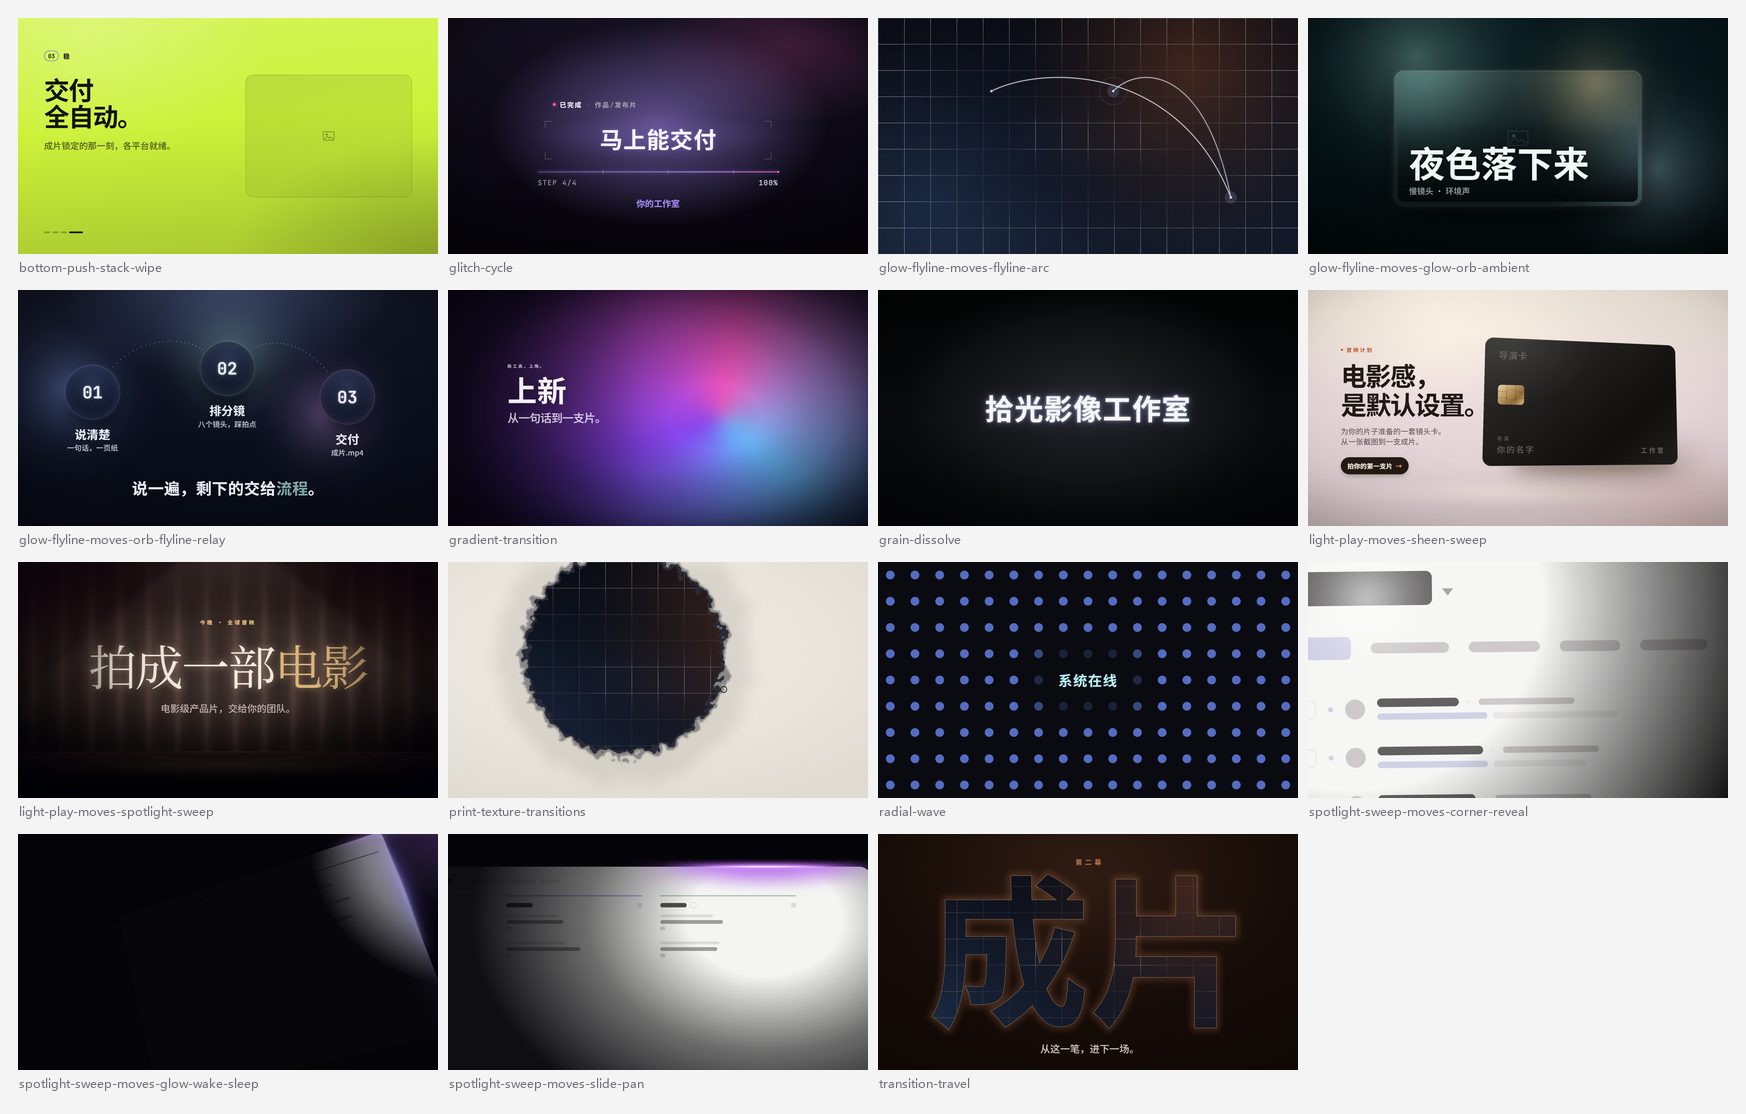 03 稳
交付
全自动。
成片锁定的那一刻，各平台就绪。
bottom-push-stack-wipe
已完成 · 作品/发布片
马上能交付
STEP 4/4 100%
你的工作室
glitch-cycle
glow-flyline-moves-flyline-arc
夜色落下来
慢镜头 · 环境声
glow-flyline-moves-glow-orb-ambient
01
说清楚
一句话，一页纸
02
排分镜
八个镜头，踩拍点
03
交付
成片.mp4
说一遍，剩下的交给流程。
glow-flyline-moves-orb-flyline-relay
新工具，上场。
上新
从一句话到一支片。
gradient-transition
拾光影像工作室
grain-dissolve
首映计划
电影感，
是默认设置。
为你的片子准备的一套镜头卡。
从一张截图到一支成片。
拍你的第一支片 →
导演卡
导演
你的名字
工作室
light-play-moves-sheen-sweep
今晚 · 全球首映
拍成一部电影
电影级产品片，交给你的团队。
light-play-moves-spotlight-sweep
print-texture-transitions
系统在线
radial-wave
spotlight-sweep-moves-corner-reveal
spotlight-sweep-moves-glow-wake-sleep
spotlight-sweep-moves-slide-pan
第二幕
成片
从这一笔，进下一场。
transition-travel